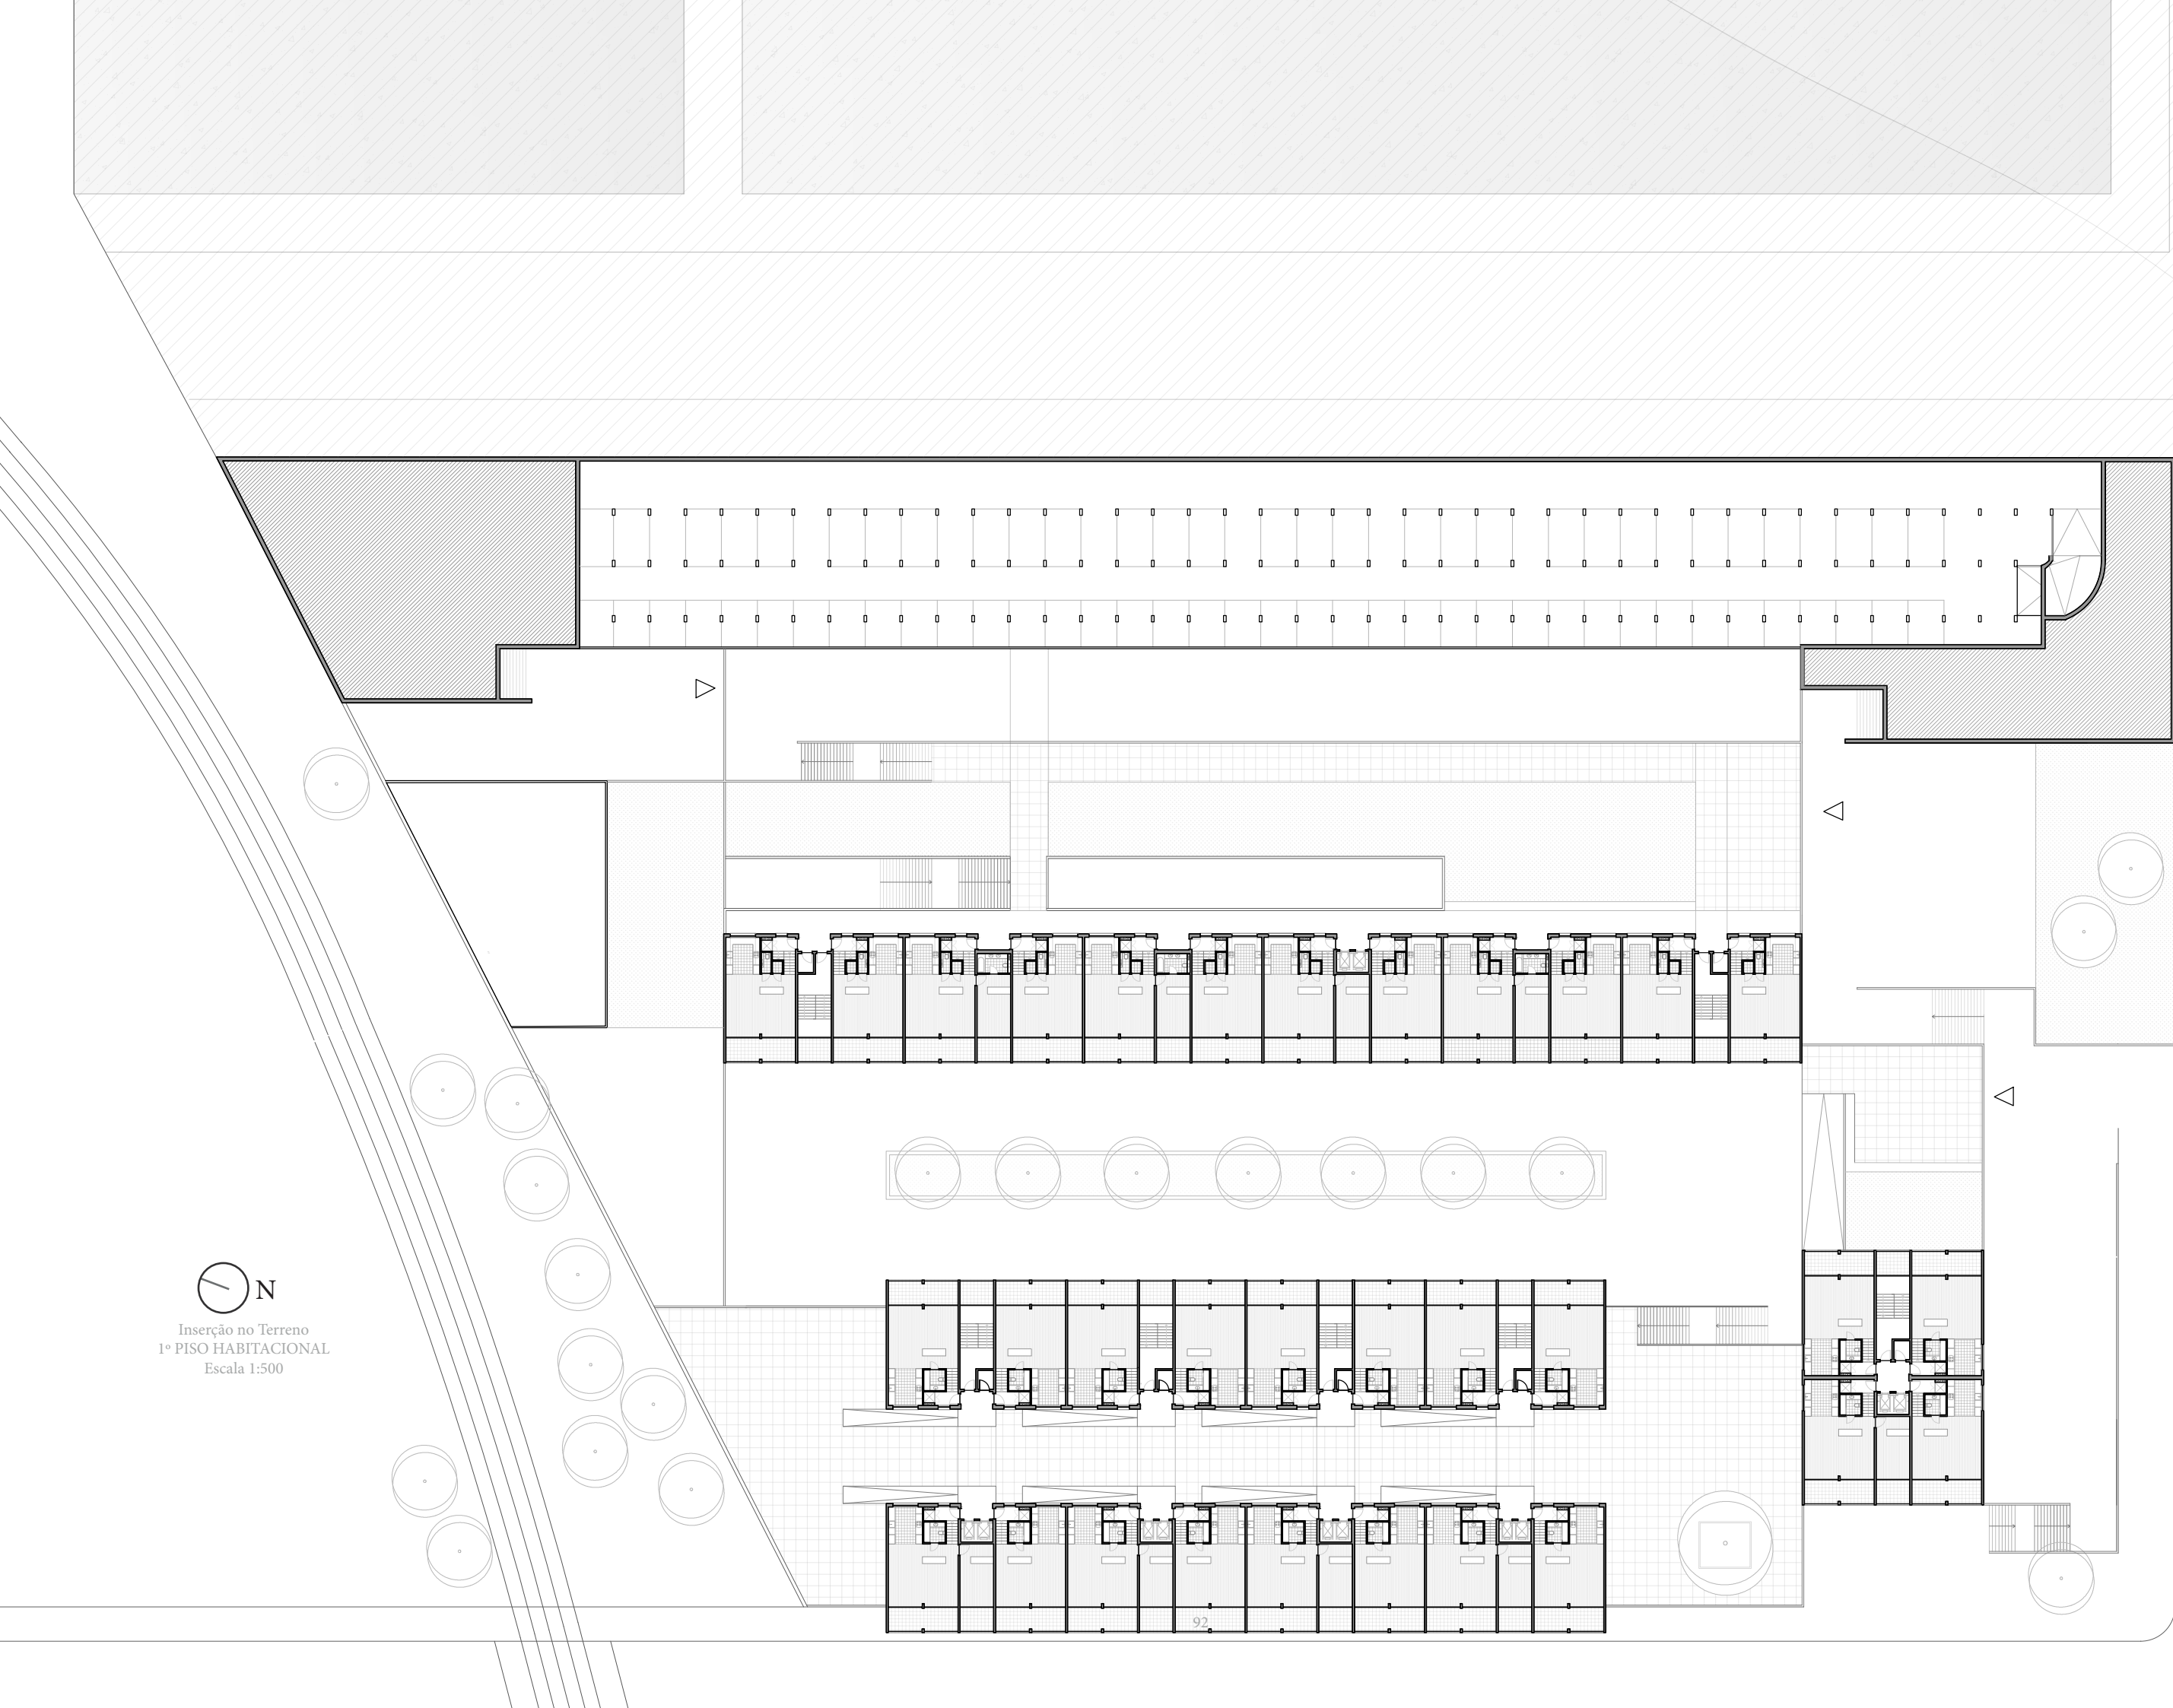 N
Inserção no Terreno
1º PISO HABITACIONAL
Escala 1:500
92